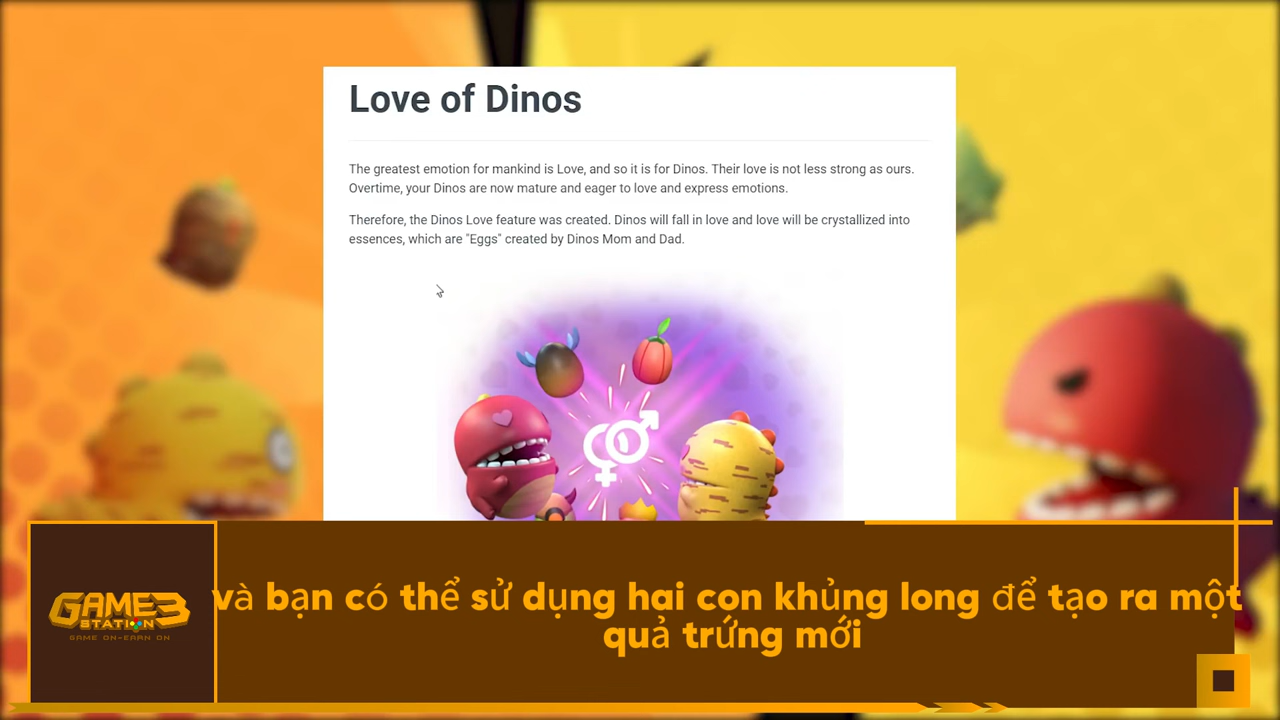 Love of Dinos
The greatest emotion for mankind is Love, and so it is for Dinos. Their love is not less strong as ours.
Overtime, your Dinos are now mature and eager to love and express emotions.
Therefore, the Dinos Love feature was created. Dinos will fall in love and love will be crystallized into
essences, which are "Eggs" created by Dinos Mom and Dad.
GAME3
STATION
GAME ON-EARN ON
và bạn có thể sử dụng hai con khủng long để tạo ra một
quả trứng mới